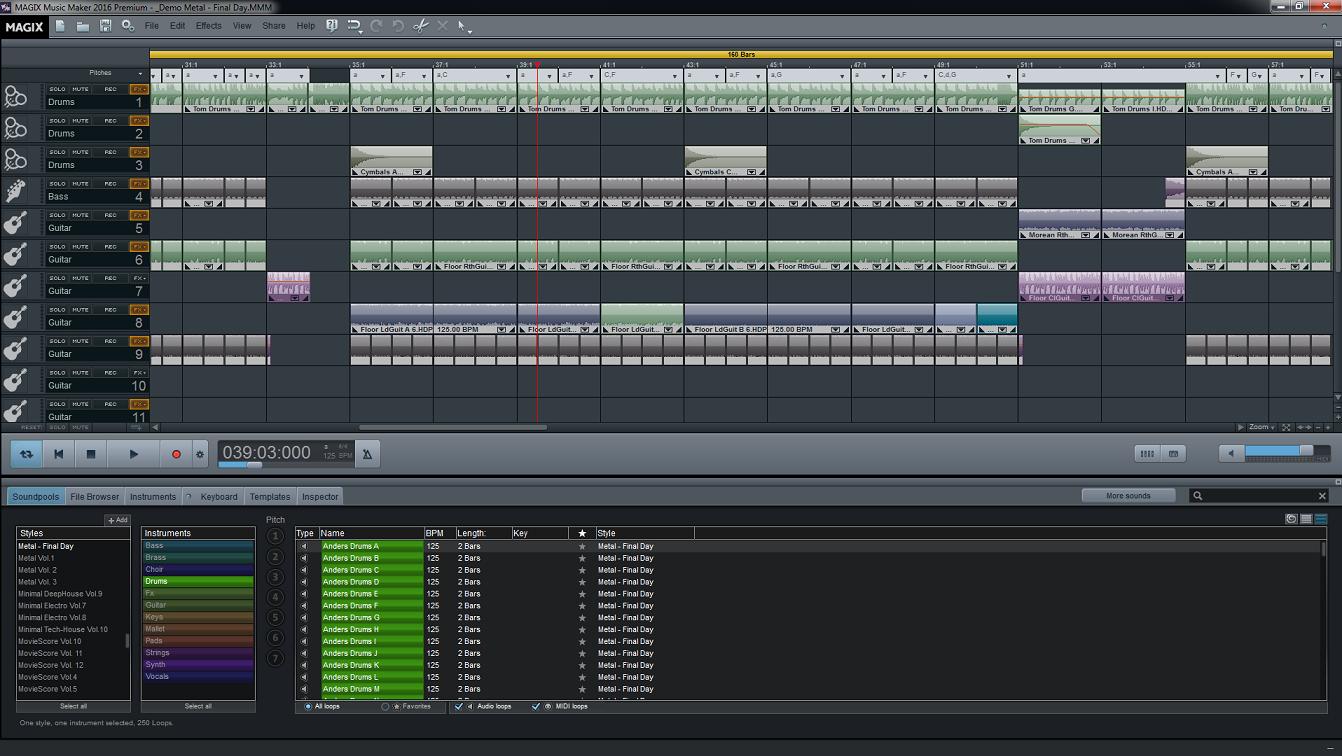 MAGIX Music Maker 2016 Premium - _Demo Metal - Final Day.MMM
MAGIX File Edit Effects View Share Help
160 Bars
31:1 33:1 35:1 37:1 39:1 41:1 43:1 45:1 47:1 49:1 51:1 53:1 55:1 57:1
Pitches a a a a a a a a,F a,C a a,F C,F a a,F a,G a a,F C,d,G a F G a F
SOLO MUTE REC FX
Drums 1
Tom Drums ... ... Tom Drums ... Tom Drums ... Tom Drums ... Tom Drums ... Tom Drums ... Tom Drums ... Tom Drums ... Tom Drums ... Tom Drums G... Tom Drums I.HD... Tom Drums ... Tom Dru...
SOLO MUTE REC FX
Drums 2
Tom Drums ...
SOLO MUTE REC FX
Drums 3
Cymbals A... Cymbals C... Cymbals A...
SOLO MUTE REC FX
Bass 4
SOLO MUTE REC FX
Guitar 5
Morean Rth... Morean RthG...
SOLO MUTE REC FX
Guitar 6
Floor RthGui... Floor RthGui... Floor RthGui... Floor RthGui...
SOLO MUTE REC FX
Guitar 7
Floor ClGuit... Floor ClGuit...
SOLO MUTE REC FX
Guitar 8
Floor LdGuit A 6.HDP 125.00 BPM Floor LdGuit... Floor LdGuit... Floor LdGuit B 6.HDP 125.00 BPM Floor LdGuit...
SOLO MUTE REC FX
Guitar 9
SOLO MUTE REC FX
Guitar 10
SOLO MUTE REC FX
Guitar 11
RESET: SOLO MUTE Zoom
039:03:000 3 4/4 125 BPM
MIDI
Soundpools File Browser Instruments ? Keyboard Templates Inspector More sounds
+ Add
Styles
Metal - Final Day
Metal Vol.1
Metal Vol. 2
Metal Vol. 3
Minimal DeepHouse Vol.9
Minimal Electro Vol.7
Minimal Electro Vol.8
Minimal Tech-House Vol.10
MovieScore Vol.10
MovieScore Vol. 11
MovieScore Vol. 12
MovieScore Vol.4
MovieScore Vol.5
Select all
Instruments
Bass
Brass
Choir
Drums
Fx
Guitar
Keys
Mallet
Pads
Strings
Synth
Vocals
Select all
Pitch
1
2
3
4
5
6
7
Type Name BPM Length: Key ★ Style
Anders Drums A 125 2 Bars ★ Metal - Final Day
Anders Drums B 125 2 Bars ★ Metal - Final Day
Anders Drums C 125 2 Bars ★ Metal - Final Day
Anders Drums D 125 2 Bars ★ Metal - Final Day
Anders Drums E 125 2 Bars ★ Metal - Final Day
Anders Drums F 125 2 Bars ★ Metal - Final Day
Anders Drums G 125 2 Bars ★ Metal - Final Day
Anders Drums H 125 2 Bars ★ Metal - Final Day
Anders Drums I 125 2 Bars ★ Metal - Final Day
Anders Drums J 125 2 Bars ★ Metal - Final Day
Anders Drums K 125 2 Bars ★ Metal - Final Day
Anders Drums L 125 2 Bars ★ Metal - Final Day
Anders Drums M 125 2 Bars ★ Metal - Final Day
All loops ★ Favorites Audio loops MIDI loops
One style, one instrument selected, 250 Loops.